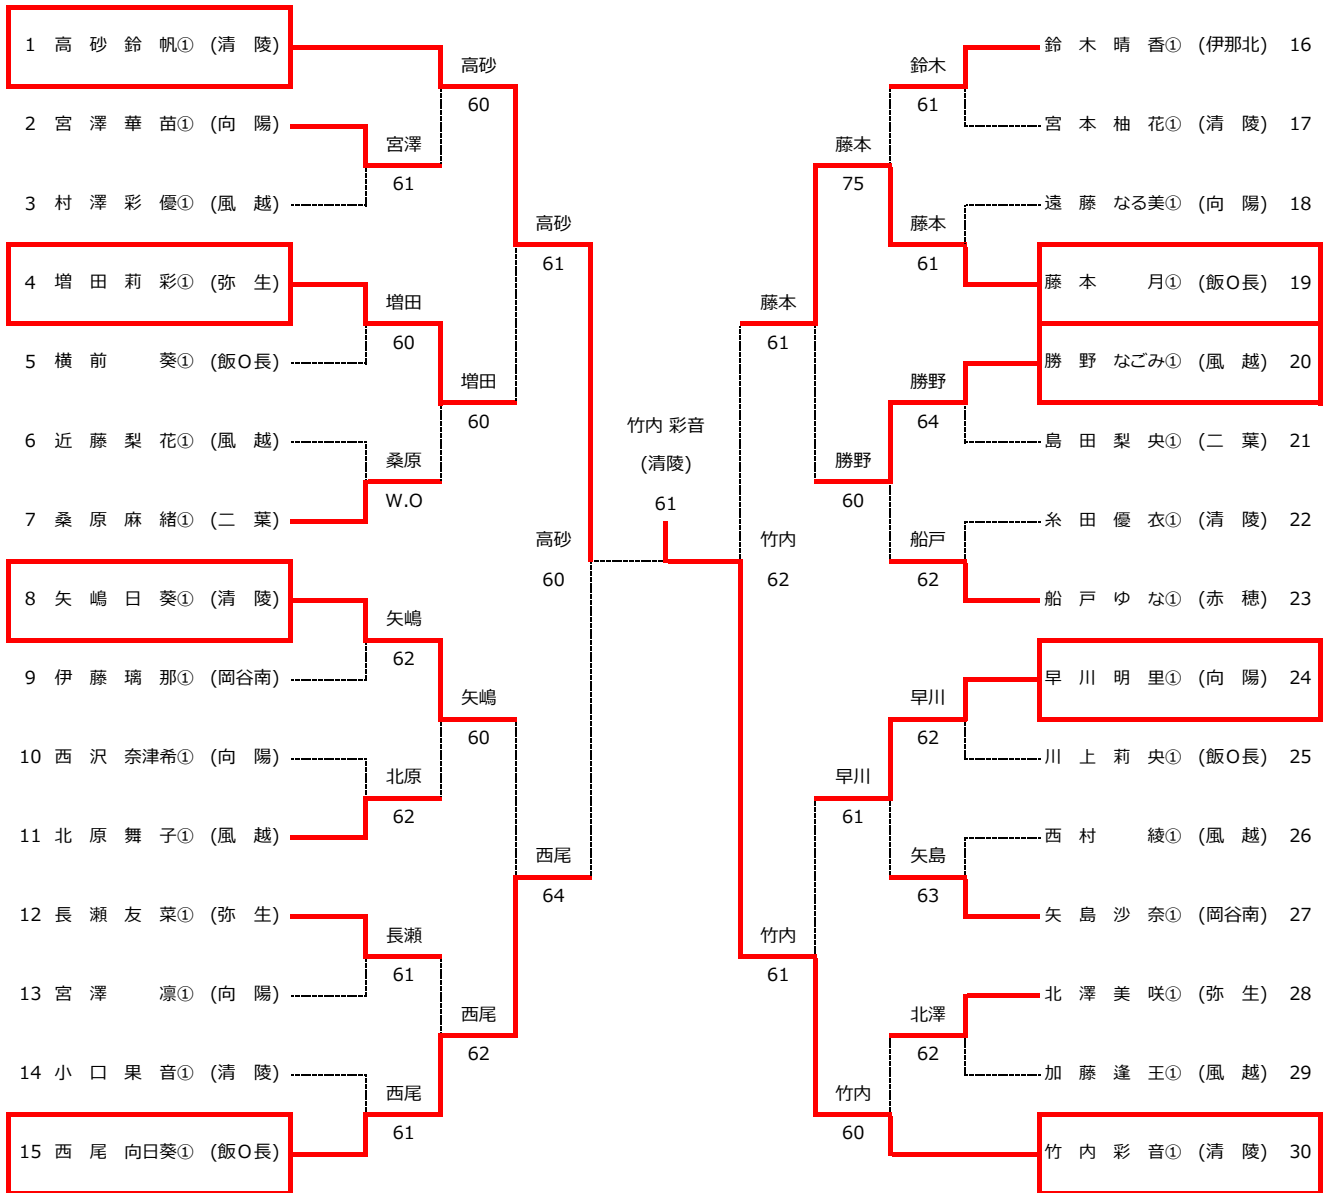 1 高 砂 鈴 帆① (清 陵)
2 宮 澤 華 苗① (向 陽)
3 村 澤 彩 優① (風 越)
4 増 田 莉 彩① (弥 生)
5 横 前 葵① (飯O長)
6 近 藤 梨 花① (風 越)
7 桑 原 麻 緒① (二 葉)
8 矢 嶋 日 葵① (清 陵)
9 伊 藤 璃 那① (岡谷南)
10 西 沢 奈津希① (向 陽)
11 北 原 舞 子① (風 越)
12 長 瀬 友 菜① (弥 生)
13 宮 澤 凛① (向 陽)
14 小 口 果 音① (清 陵)
15 西 尾 向日葵① (飯O長)
宮澤
61
増田
60
桑原
W.O
矢嶋
62
北原
62
長瀬
61
西尾
61
高砂
60
増田
60
矢嶋
60
西尾
62
高砂
61
西尾
64
高砂
60
竹内 彩音
(清陵)
61
竹内
62
藤本
61
竹内
61
藤本
75
勝野
60
早川
61
竹内
60
鈴木
61
藤本
61
勝野
64
船戸
62
早川
62
矢島
63
北澤
62
鈴 木 晴 香① (伊那北) 16
宮 本 柚 花① (清 陵) 17
遠 藤 なる美① (向 陽) 18
藤 本 月① (飯O長) 19
勝 野 なごみ① (風 越) 20
島 田 梨 央① (二 葉) 21
糸 田 優 衣① (清 陵) 22
船 戸 ゆ な① (赤 穂) 23
早 川 明 里① (向 陽) 24
川 上 莉 央① (飯O長) 25
西 村 綾① (風 越) 26
矢 島 沙 奈① (岡谷南) 27
北 澤 美 咲① (弥 生) 28
加 藤 逢 王① (風 越) 29
竹 内 彩 音① (清 陵) 30